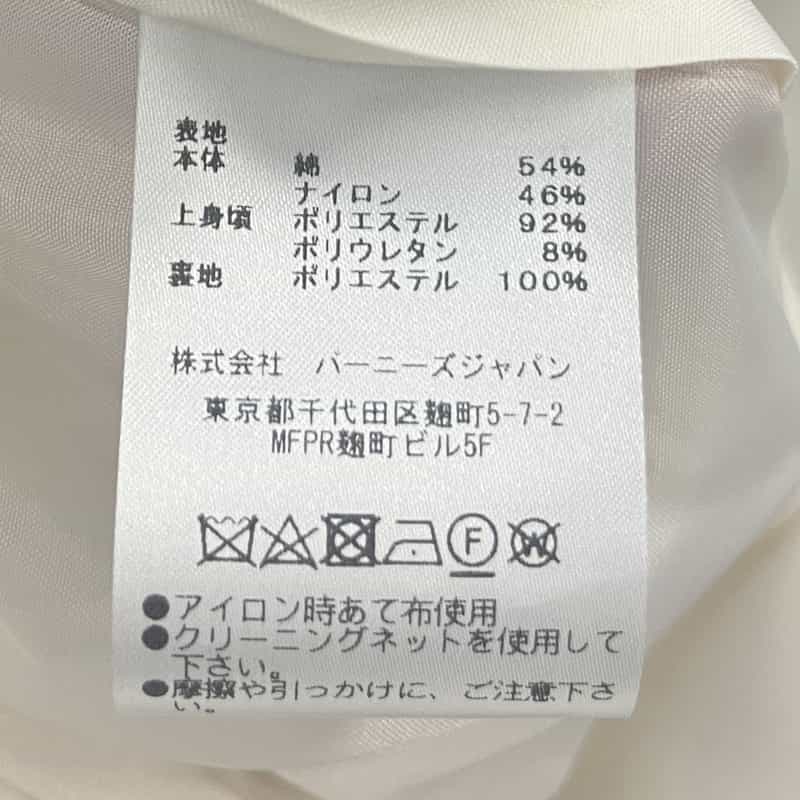 表地
本体 綿 54%
ナイロン 46%
上身頃 ポリエステル 92%
ポリウレタン 8%
裏地 ポリエステル 100%
株式会社 バーニーズジャパン
東京都千代田区麹町5-7-2
MFPR麹町ビル5F
F W
●アイロン時あて布使用
●クリーニングネットを使用して
下さい。
●摩擦や引っかけに、ご注意下さ
い。